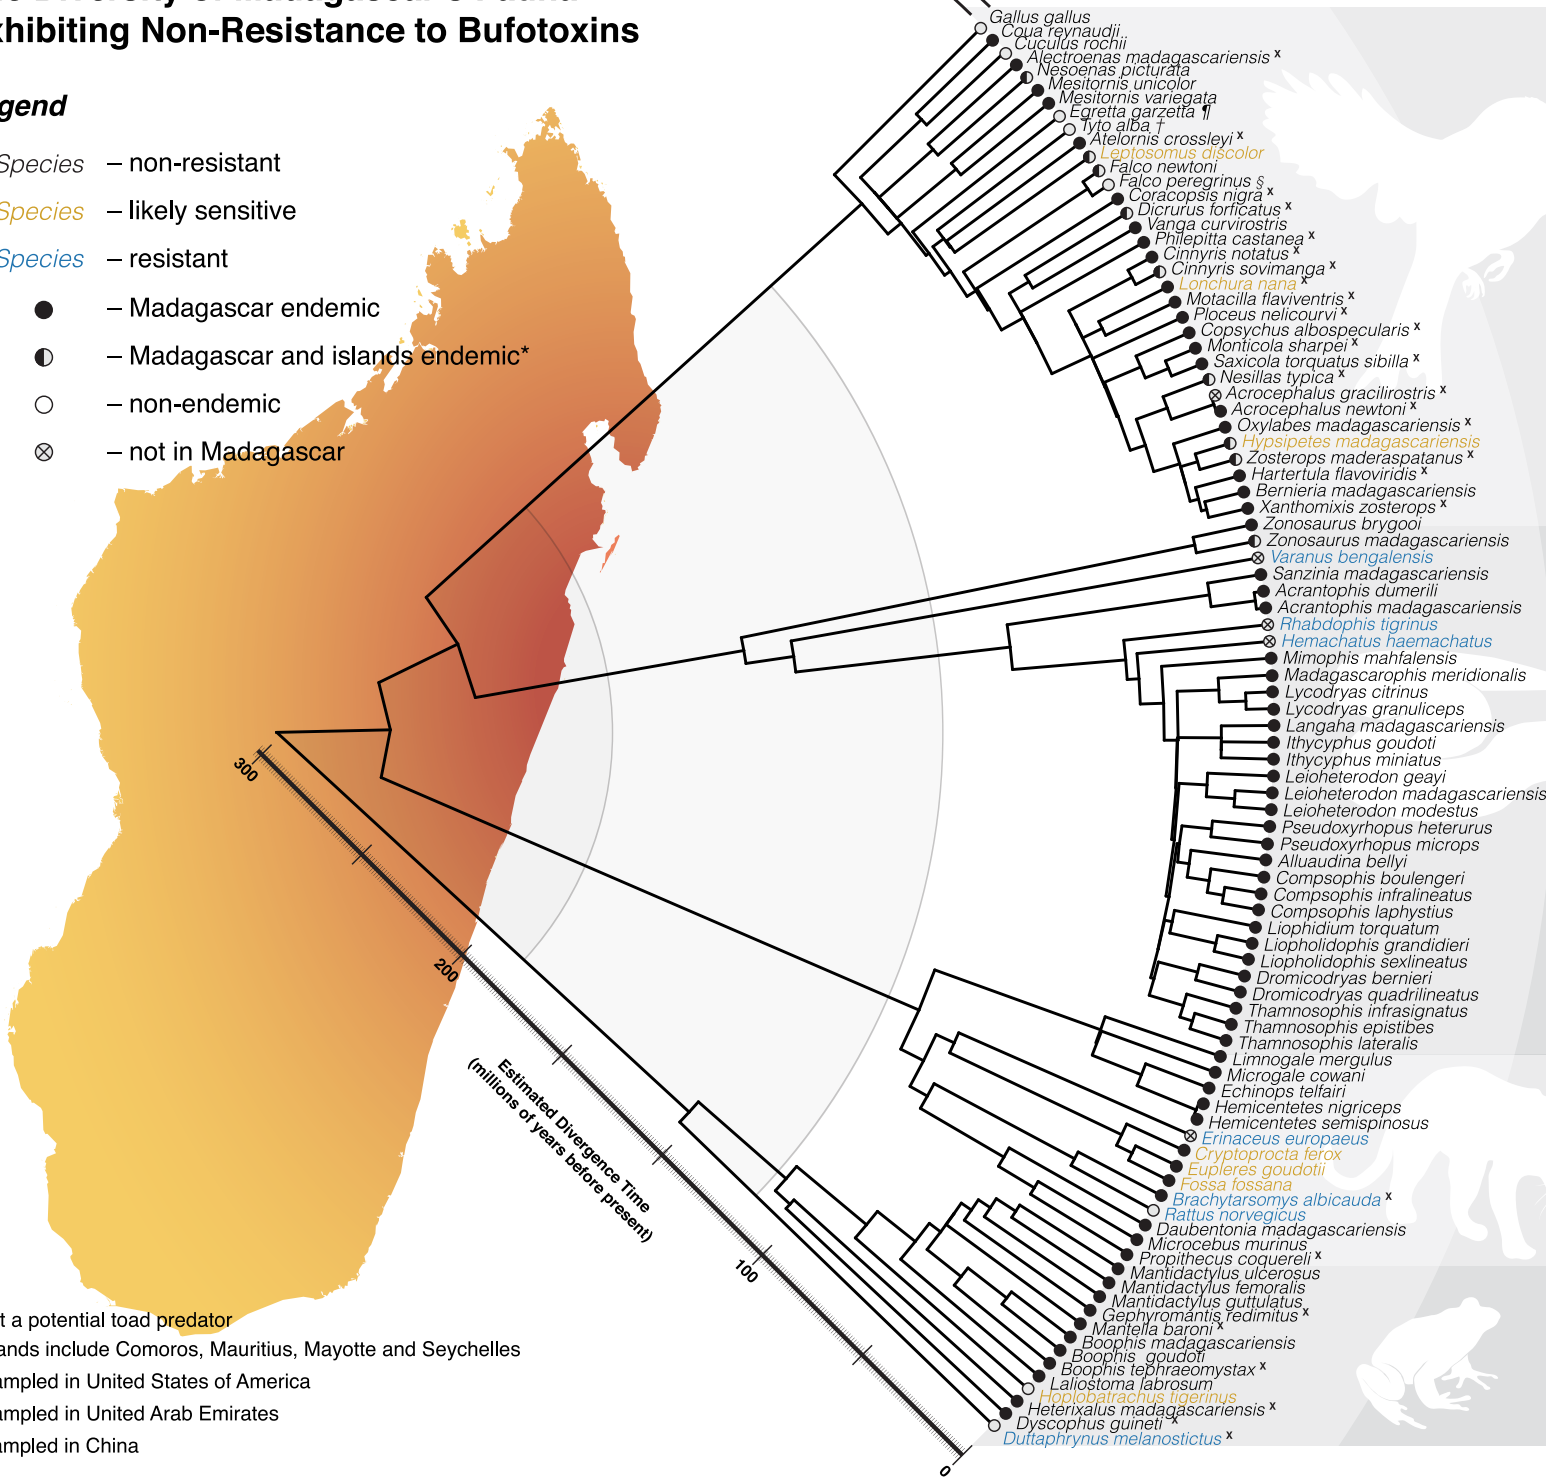 xhibiting Non-Resistance to Bufotoxins
gend
Species – non-resistant
Species – likely sensitive
Species – resistant
– Madagascar endemic
– Madagascar and islands endemic*
– non-endemic
– not in Madagascar
Gallus gallus
Coua reynaudii
Cuculus rochii
Alectroenas madagascariensis x
Nesoenas picturata
Mesitornis unicolor
Mesitornis variegata
Egretta garzetta ¶
Tyto alba †
Atelornis crossleyi x
Leptosomus discolor
Falco newtoni
Falco peregrinus §
Coracopsis nigra x
Dicrurus forficatus x
Vanga curvirostris
Philepitta castanea x
Cinnyris notatus x
Cinnyris sovimanga x
Lonchura nana x
Motacilla flaviventris x
Ploceus nelicourvi x
Copsychus albospecularis x
Monticola sharpei x
Saxicola torquatus sibilla x
Nesillas typica x
Acrocephalus gracilirostris x
Acrocephalus newtoni x
Oxylabes madagascariensis x
Hypsipetes madagascariensis
Zosterops maderaspatanus x
Hartertula flavoviridis x
Bernieria madagascariensis
Xanthomixis zosterops x
Zonosaurus brygooi
Zonosaurus madagascariensis
Varanus bengalensis
Sanzinia madagascariensis
Acrantophis dumerili
Acrantophis madagascariensis
Rhabdophis tigrinus
Hemachatus haemachatus
Mimophis mahfalensis
Madagascarophis meridionalis
Lycodryas citrinus
Lycodryas granuliceps
Langaha madagascariensis
Ithycyphus goudoti
Ithycyphus miniatus
Leioheterodon geayi
Leioheterodon madagascariensis
Leioheterodon modestus
Pseudoxyrhopus heterurus
Pseudoxyrhopus microps
Alluaudina bellyi
Compsophis boulengeri
Compsophis infralineatus
Compsophis laphystius
Liophidium torquatum
Liopholidophis grandidieri
Liopholidophis sexlineatus
Dromicodryas bernieri
Dromicodryas quadrilineatus
Thamnosophis infrasignatus
Thamnosophis epistibes
Thamnosophis lateralis
Limnogale mergulus
Microgale cowani
Echinops telfairi
Hemicentetes nigriceps
Hemicentetes semispinosus
Erinaceus europaeus
Cryptoprocta ferox
Eupleres goudotii
Fossa fossana
Brachytarsomys albicauda x
Rattus norvegicus
Daubentonia madagascariensis
Microcebus murinus
Propithecus coquereli x
Mantidactylus ulcerosus
Mantidactylus femoralis
Mantidactylus guttulatus
Gephyromantis redimitus x
Mantella baroni x
Boophis madagascariensis
Boophis goudoti
Boophis tephraeomystax x
Laliostoma labrosum
Hoplobatrachus tigerinus
Heterixalus madagascariensis x
Dyscophus guineti x
Duttaphrynus melanostictus x
300
200
100
0
Estimated Divergence Time
(millions of years before present)
t a potential toad predator
ands include Comoros, Mauritius, Mayotte and Seychelles
ampled in United States of America
ampled in United Arab Emirates
ampled in China